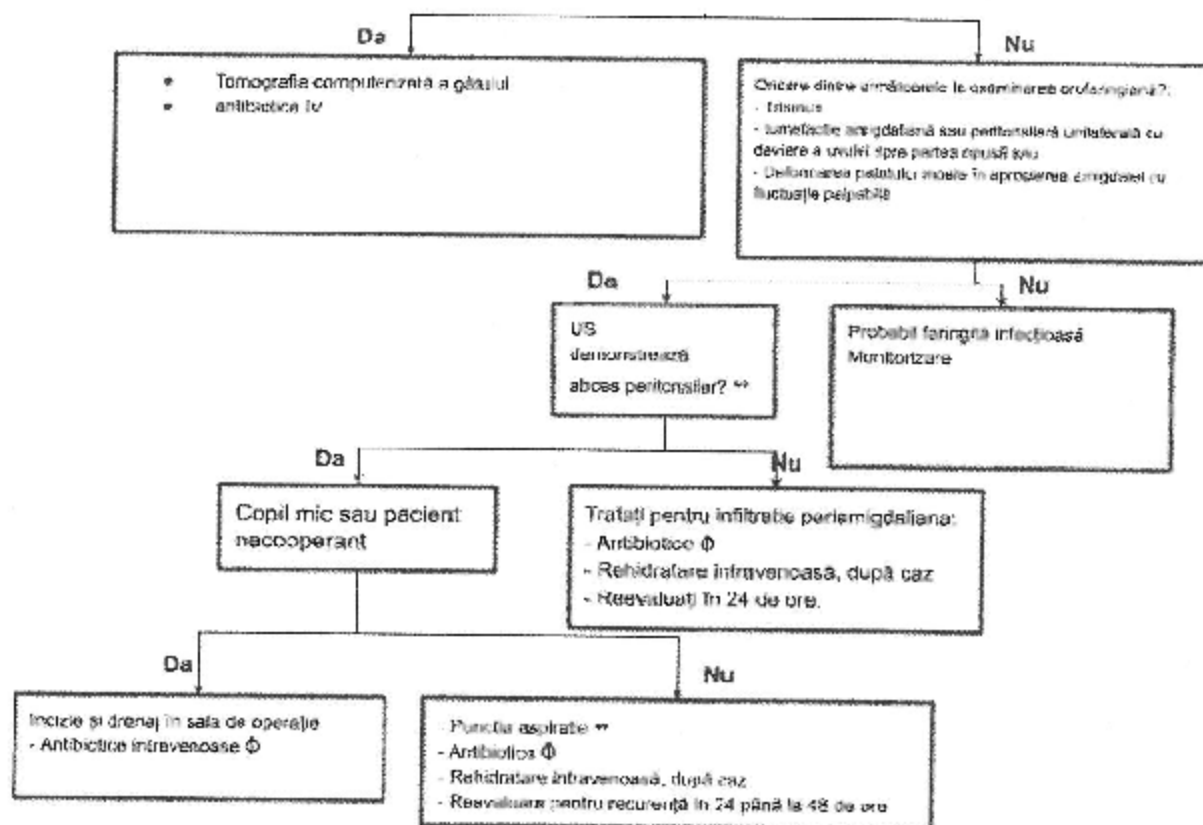 Da
Nu
Tomografia computerizată a gâtului
antibiotice IV
Oricare dintre următoarele la examinarea orofaringiană?:
- Trismus
- tumefacție amigdaliană sau peritonsilară unilaterală cu
deviere a uvulei spre partea opusă sau
- Deformarea palatului moale în apropierea amigdalei cu
fluctuație palpabilă
Da
Nu
US
demonstrează
abces peritonsilar? **
Probabil faringita infecțioasă
Monitorizare
Da
Nu
Copil mic sau pacient
necooperant
Tratați pentru infiltratie periamigdaliana:
- Antibiotice Φ
- Rehidratare intravenoasă, după caz
- Reevaluați în 24 de ore.
Da
Nu
Incizie și drenaj în sala de operație
- Antibiotice intravenoase Φ
- Punctia aspirație **
- Antibiotice Φ
- Rehidratare intravenoasă, după caz
- Reevaluare pentru recurență în 24 până la 48 de ore